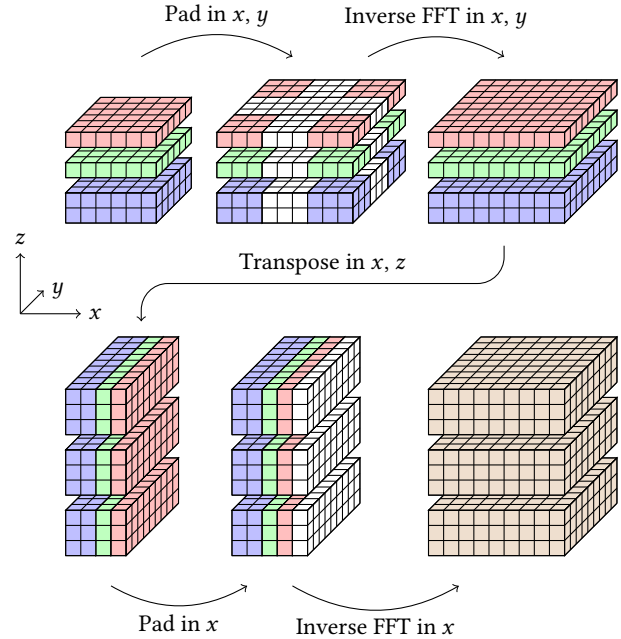 Pad in x, y
Inverse FFT in x, y
Transpose in x, z
z
y
x
Pad in x
Inverse FFT in x